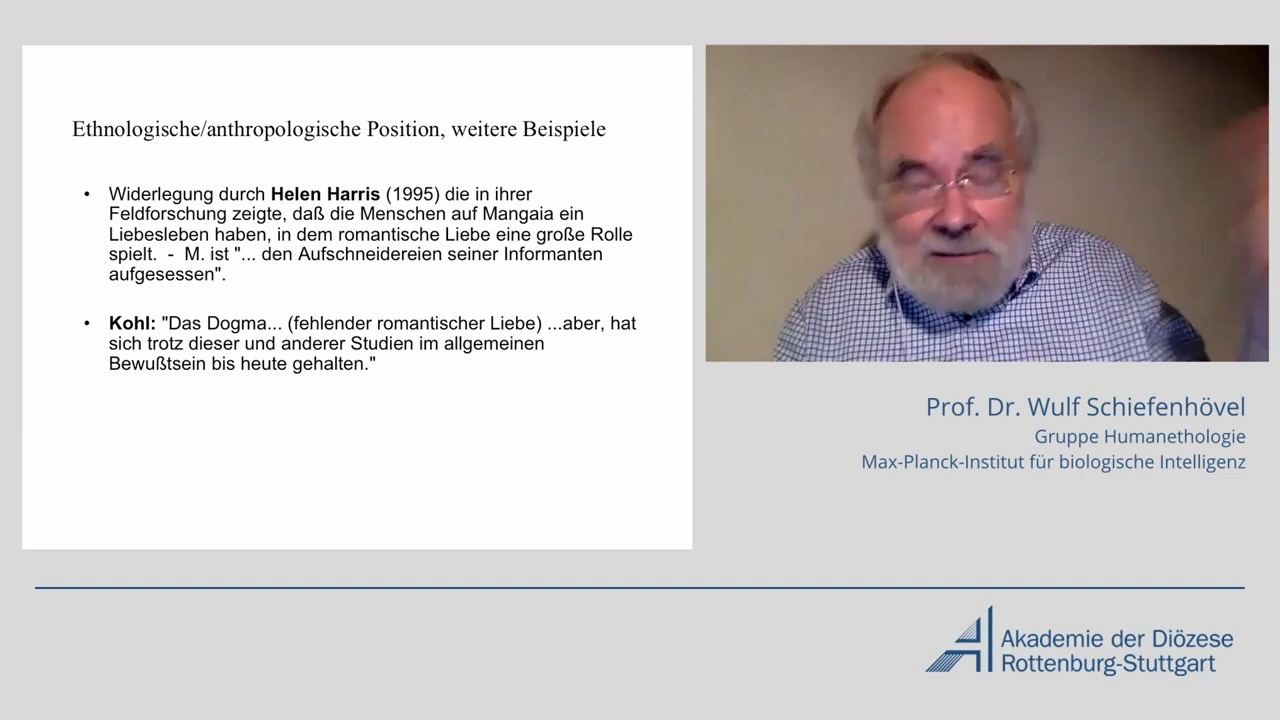 Ethnologische/anthropologische Position, weitere Beispiele
• Widerlegung durch Helen Harris (1995) die in ihrer
Feldforschung zeigte, daß die Menschen auf Mangaia ein
Liebesleben haben, in dem romantische Liebe eine große Rolle
spielt. - M. ist "... den Aufschneidereien seiner Informanten
aufgesessen".
• Kohl: "Das Dogma... (fehlender romantischer Liebe) ...aber, hat
sich trotz dieser und anderer Studien im allgemeinen
Bewußtsein bis heute gehalten."
Prof. Dr. Wulf Schiefenhövel
Gruppe Humanethologie
Max-Planck-Institut für biologische Intelligenz
Akademie der Diözese
Rottenburg-Stuttgart